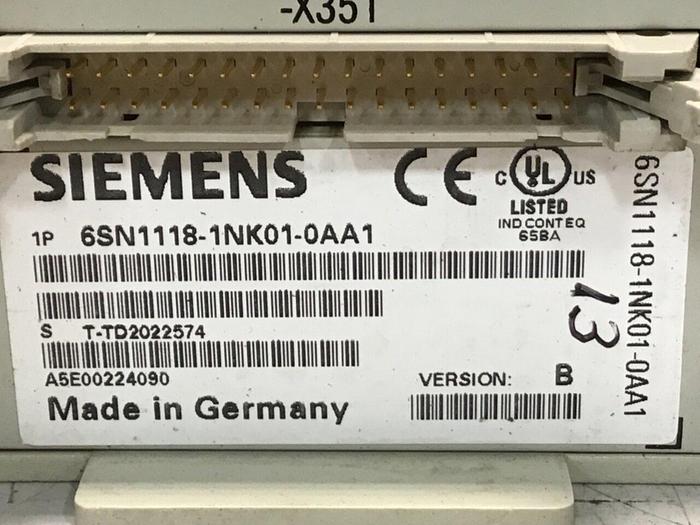 -X351
SIEMENS
CE
C UL US
LISTED
IND CONT EQ
65BA
1P 6SN1118-1NK01-0AA1
S T-TD2022574
A5E00224090
VERSION: B
Made in Germany
13
6SN1118-1NK01-0AA1